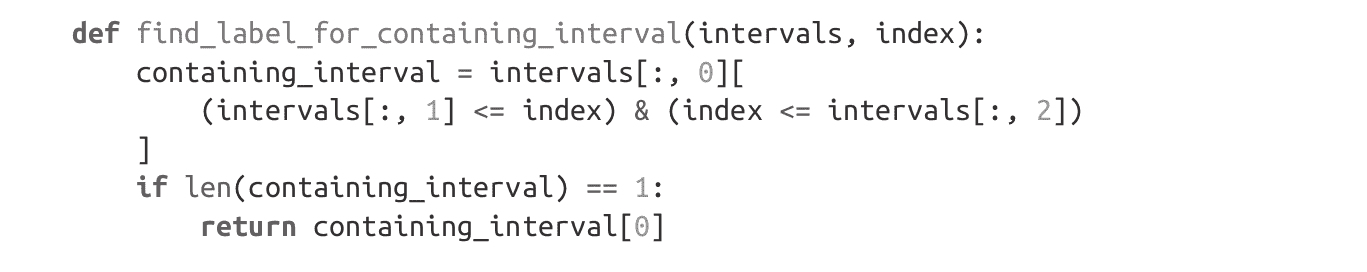 def find_label_for_containing_interval(intervals, index):
    containing_interval = intervals[:, 0][
        (intervals[:, 1] <= index) & (index <= intervals[:, 2])
    ]
    if len(containing_interval) == 1:
        return containing_interval[0]